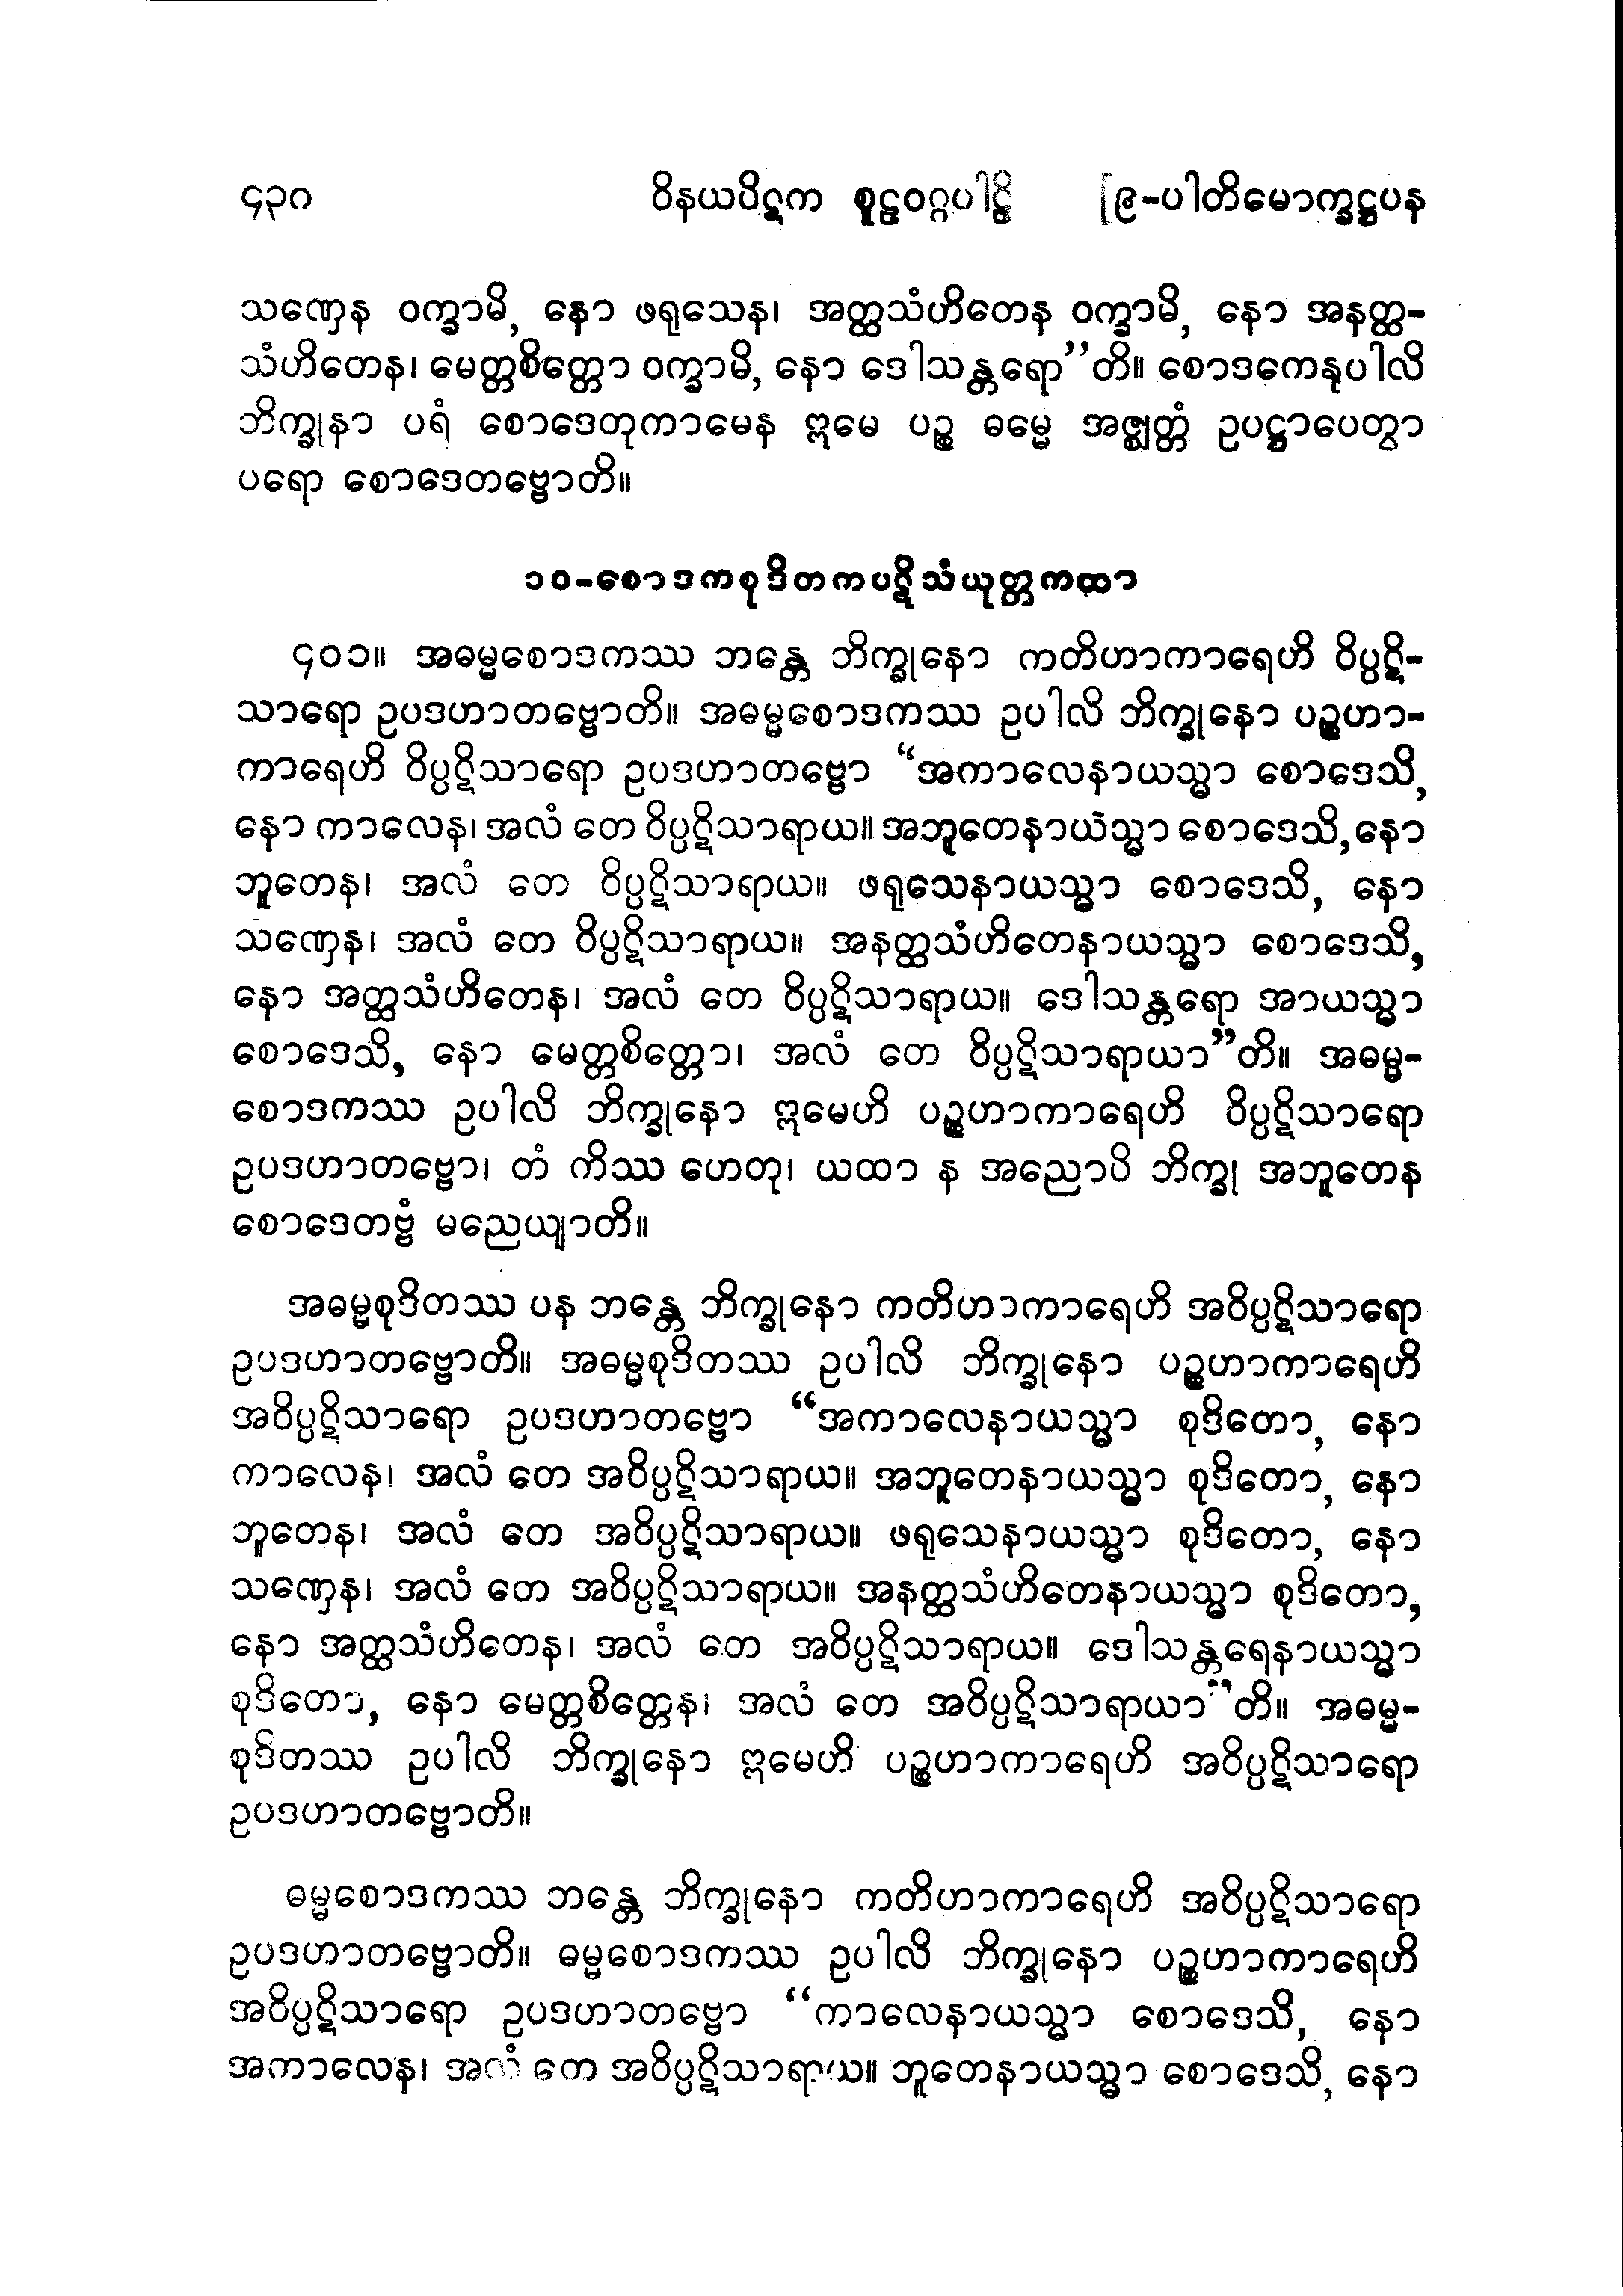 ၄၃၀ ဝိနယပိဋက စူဠဝဂ္ဂပါဠိ [၉-ပါတိမောက္ခဋ္ဌပန
သဏှေန ဝက္ခာမိ, နော ဖရုသေန၊ အတ္ထသံဟိတေန ဝက္ခာမိ, နော အနတ္ထ-
သံဟိတေန၊ မေတ္တစိတ္တော ဝက္ခာမိ, နော ဒေါသန္တရော”တိ။ စောဒကေနုပါလိ
ဘိက္ခုနာ ပရံ စောဒေတုကာမေန ဣမေ ပဉ္စ ဓမ္မေ အဇ္ဈတ္တံ ဥပဋ္ဌာပေတွာ
ပရော စောဒေတဗ္ဗောတိ။
၁၀-စောဒကစုဒိတကပဋိသံယုတ္တကထာ
၄၀၁။ အဓမ္မစောဒကဿ ဘန္တေ ဘိက္ခုနော ကတိဟာကာရေဟိ ဝိပ္ပဋိ-
သာရော ဥပဒဟာတဗ္ဗောတိ။ အဓမ္မစောဒကဿ ဥပါလိ ဘိက္ခုနော ပဉ္စဟာ-
ကာရေဟိ ဝိပ္ပဋိသာရော ဥပဒဟာတဗ္ဗော “အကာလေနာယသ္မာ စောဒေသိ,
နော ကာလေန၊ အလံ တေ ဝိပ္ပဋိသာရာယ။ အဘူတေနာယသ္မာ စောဒေသိ, နော
ဘူတေန၊ အလံ တေ ဝိပ္ပဋိသာရာယ။ ဖရုသေနာယသ္မာ စောဒေသိ, နော
သဏှေန၊ အလံ တေ ဝိပ္ပဋိသာရာယ။ အနတ္ထသံဟိတေနာယသ္မာ စောဒေသိ,
နော အတ္ထသံဟိတေန၊ အလံ တေ ဝိပ္ပဋိသာရာယ။ ဒေါသန္တရော အာယသ္မာ
စောဒေသိ, နော မေတ္တစိတ္တော၊ အလံ တေ ဝိပ္ပဋိသာရာယာ”တိ။ အဓမ္မ-
စောဒကဿ ဥပါလိ ဘိက္ခုနော ဣမေဟိ ပဉ္စဟာကာရေဟိ ဝိပ္ပဋိသာရော
ဥပဒဟာတဗ္ဗော၊ တံ ကိဿ ဟေတု၊ ယထာ န အညောပိ ဘိက္ခု အဘူတေန
စောဒေတဗ္ဗံ မညေယျာတိ။
အဓမ္မစုဒိတဿ ပန ဘန္တေ ဘိက္ခုနော ကတိဟာကာရေဟိ အဝိပ္ပဋိသာရော
ဥပဒဟာတဗ္ဗောတိ။ အဓမ္မစုဒိတဿ ဥပါလိ ဘိက္ခုနော ပဉ္စဟာကာရေဟိ
အဝိပ္ပဋိသာရော ဥပဒဟာတဗ္ဗော “အကာလေနာယသ္မာ စုဒိတော, နော
ကာလေန၊ အလံ တေ အဝိပ္ပဋိသာရာယ။ အဘူတေနာယသ္မာ စုဒိတော, နော
ဘူတေန၊ အလံ တေ အဝိပ္ပဋိသာရာယ။ ဖရုသေနာယသ္မာ စုဒိတော, နော
သဏှေန၊ အလံ တေ အဝိပ္ပဋိသာရာယ။ အနတ္ထသံဟိတေနာယသ္မာ စုဒိတော,
နော အတ္ထသံဟိတေန၊ အလံ တေ အဝိပ္ပဋိသာရာယ။ ဒေါသန္တရေနာယသ္မာ
စုဒိတော, နော မေတ္တစိတ္တေန၊ အလံ တေ အဝိပ္ပဋိသာရာယာ”တိ။ အဓမ္မ-
စုဒိတဿ ဥပါလိ ဘိက္ခုနော ဣမေဟိ ပဉ္စဟာကာရေဟိ အဝိပ္ပဋိသာရော
ဥပဒဟာတဗ္ဗောတိ။
ဓမ္မစောဒကဿ ဘန္တေ ဘိက္ခုနော ကတိဟာကာရေဟိ အဝိပ္ပဋိသာရော
ဥပဒဟာတဗ္ဗောတိ။ ဓမ္မစောဒကဿ ဥပါလိ ဘိက္ခုနော ပဉ္စဟာကာရေဟိ
အဝိပ္ပဋိသာရော ဥပဒဟာတဗ္ဗော “ကာလေနာယသ္မာ စောဒေသိ, နော
အကာလေန၊ အလံ တေ အဝိပ္ပဋိသာရာယ။ ဘူတေနာယသ္မာ စောဒေသိ, နော